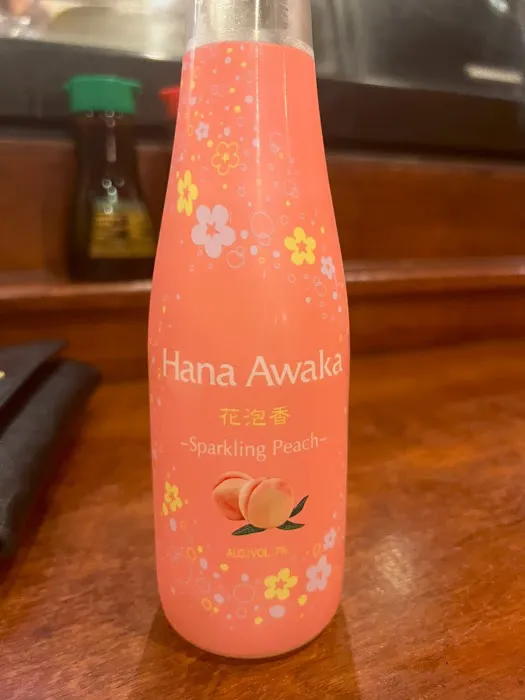 Hana Awaka
花泡香
-Sparkling Peach-
ALC./VOL. 7%